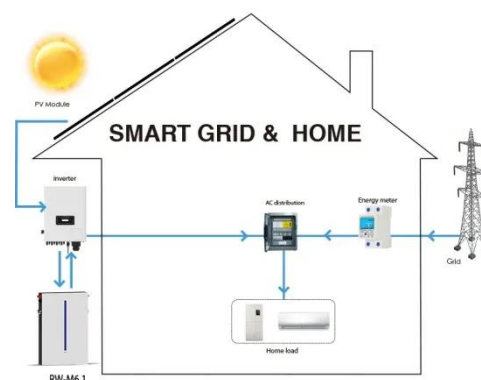 PV Module
SMART GRID & HOME
Inverter
AC distribution
Energy meter
Grid
Home load
RW-M6.1